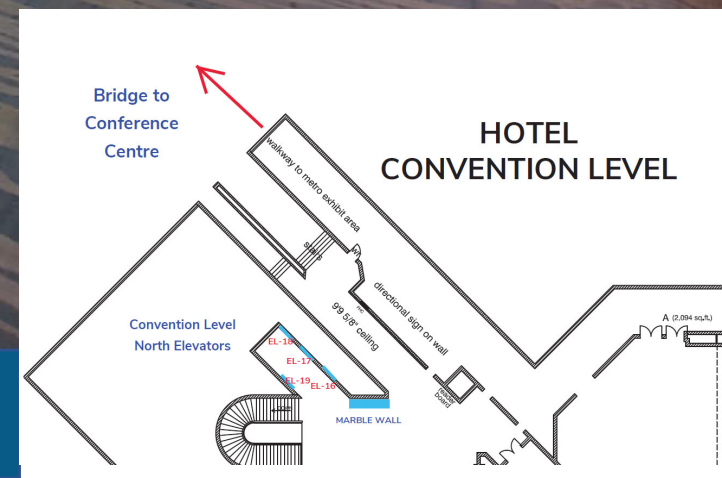 HOTEL
CONVENTION LEVEL
Bridge to
Conference
Centre
walkway to metro exhibit area
stairs
directional sign on wall
9'9 5/8" ceiling
A (2,094 sq.ft.)
Convention Level
North Elevators
EL-18
EL-17
EL-19
EL-16
reader
board
MARBLE WALL